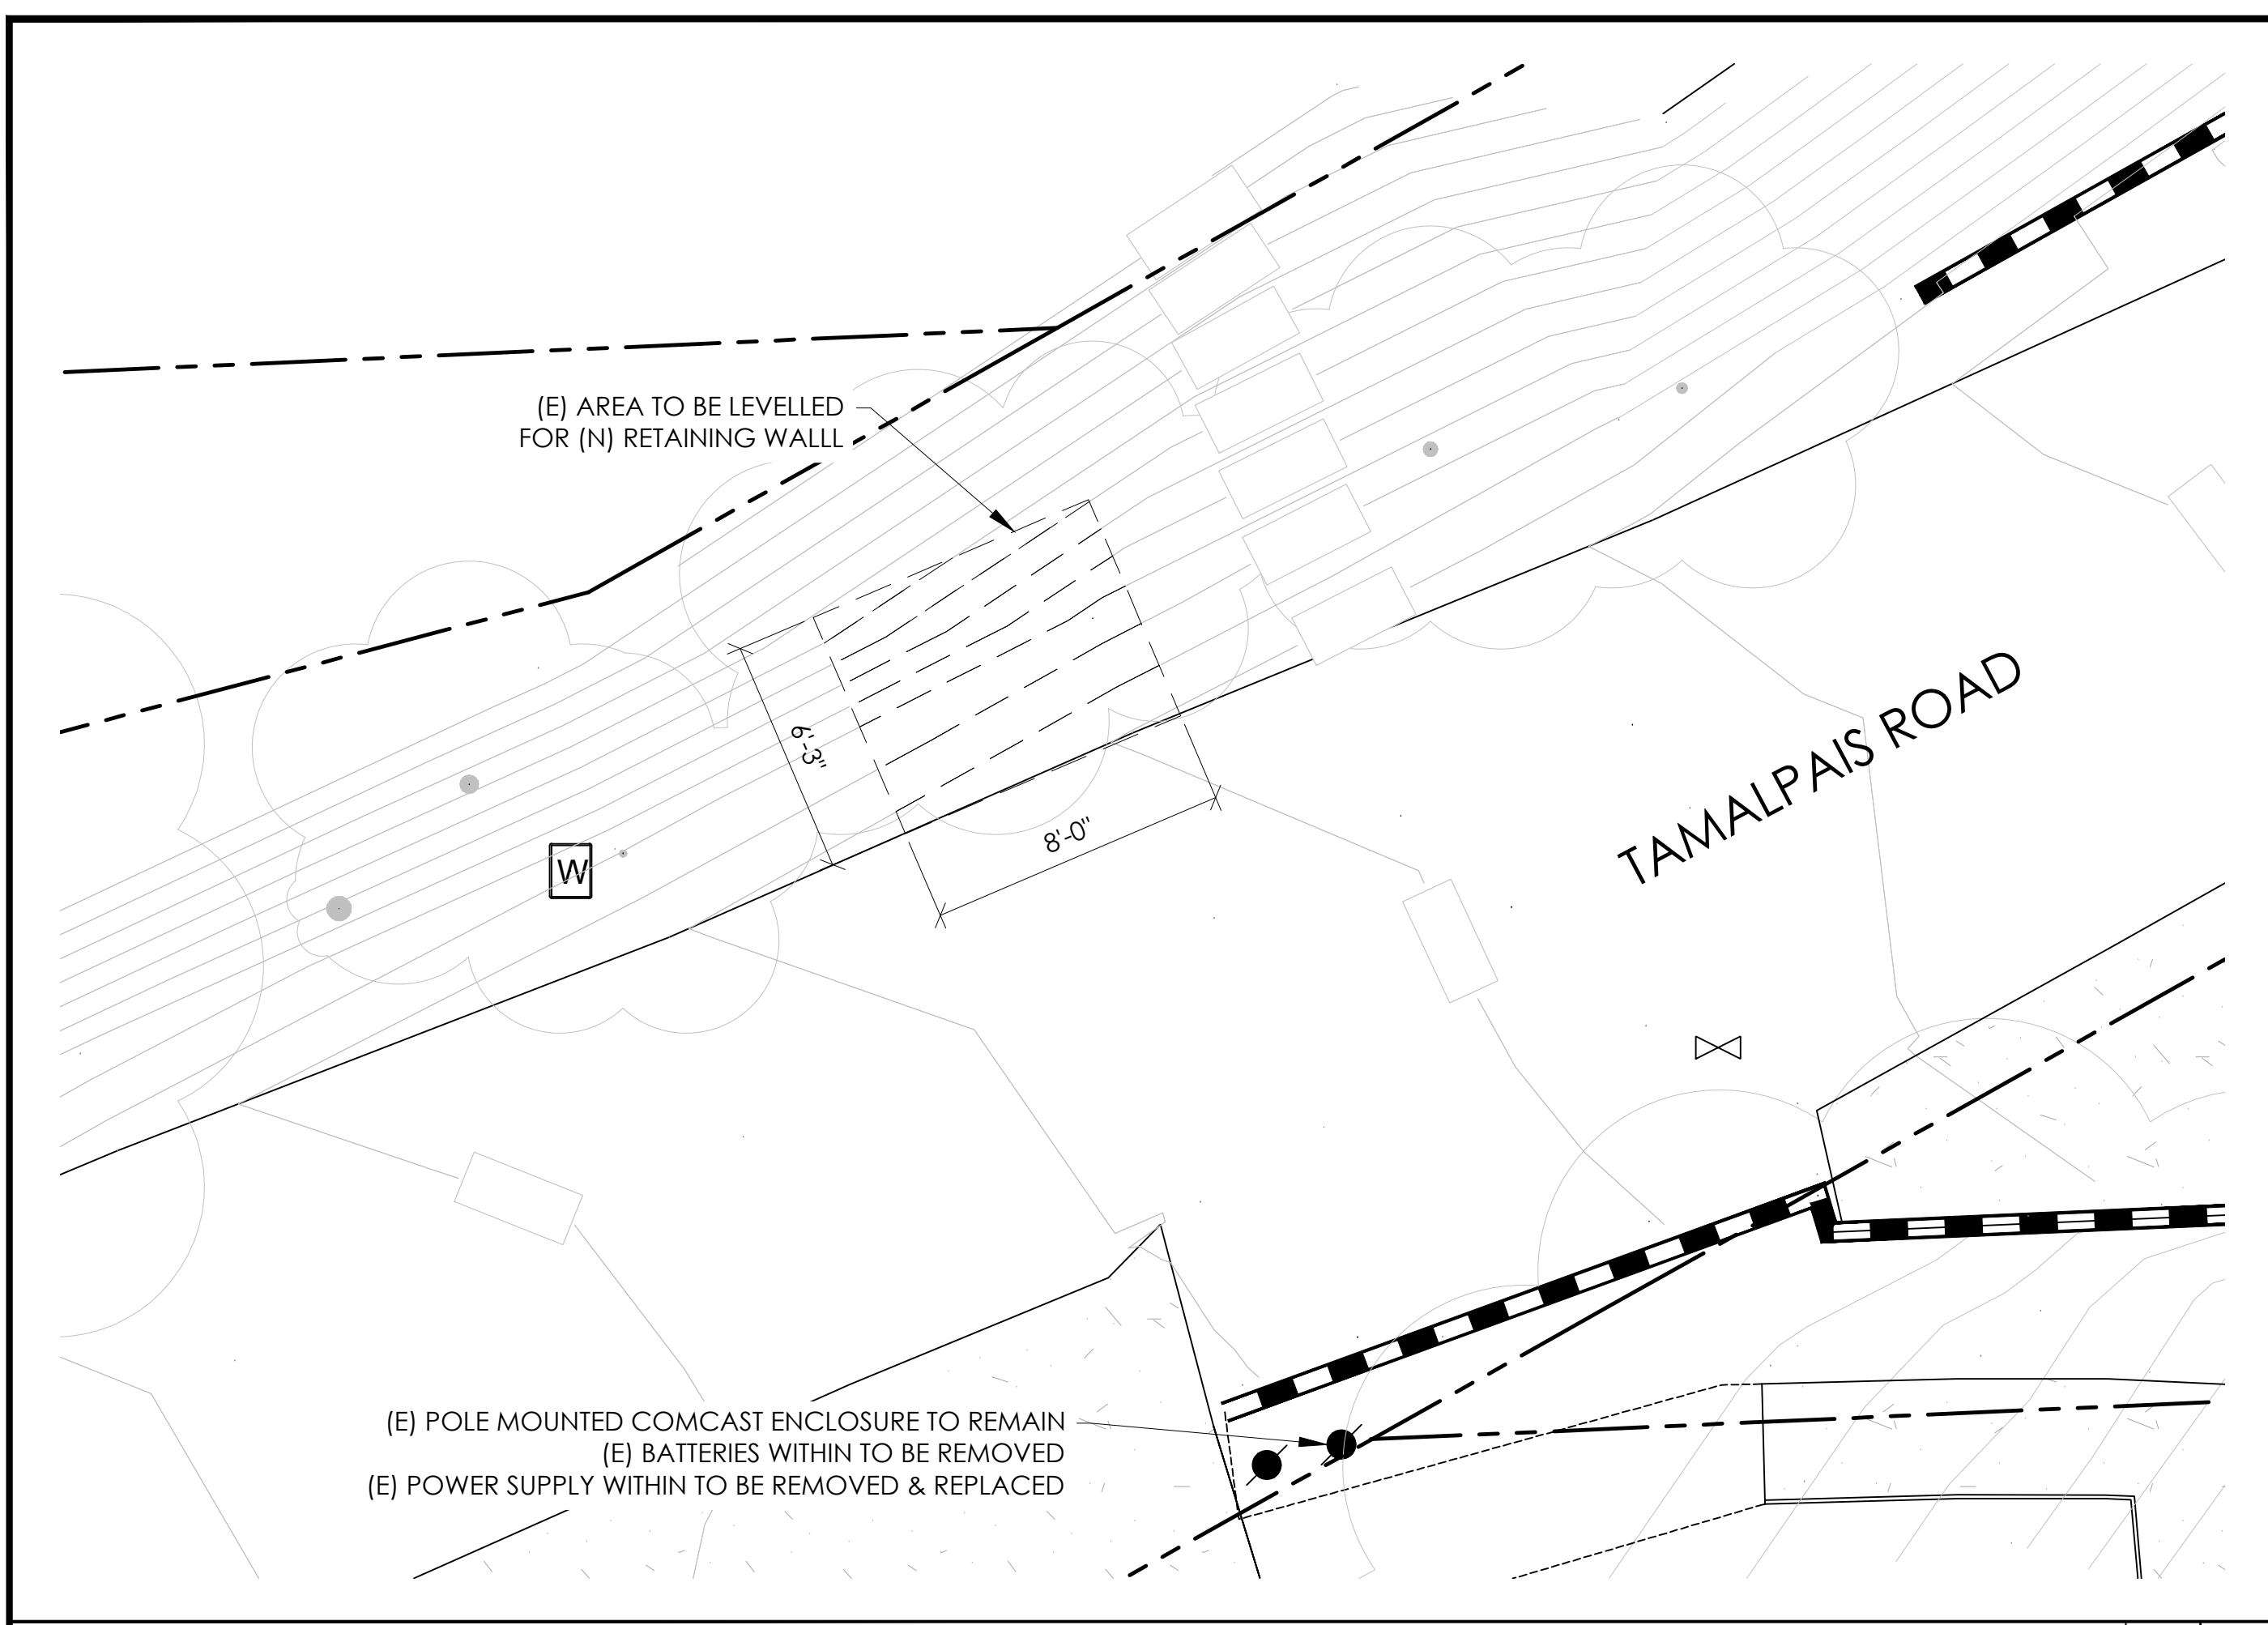 (E) AREA TO BE LEVELLED
FOR (N) RETAINING WALLL
6'-3"
8'-0"
TAMALPAIS ROAD
W
(E) POLE MOUNTED COMCAST ENCLOSURE TO REMAIN
(E) BATTERIES WITHIN TO BE REMOVED
(E) POWER SUPPLY WITHIN TO BE REMOVED & REPLACED